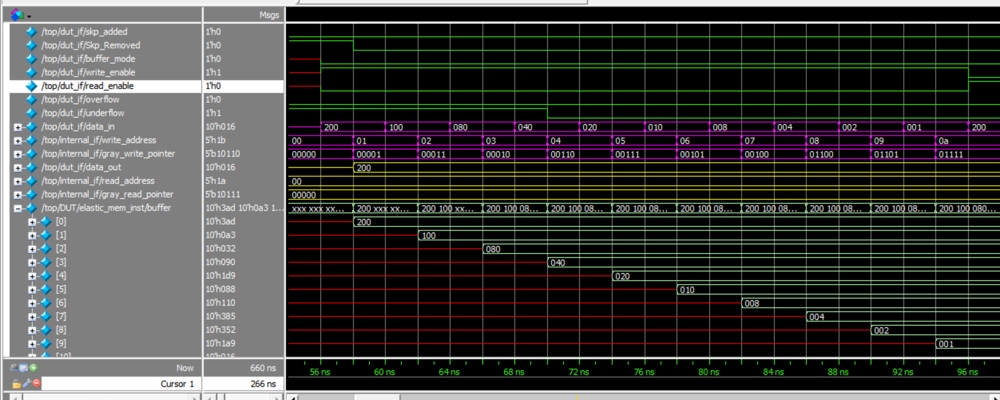 Msgs
/top/dut_if/skp_added 1'h0
/top/dut_if/Skp_Removed 1'h0
/top/dut_if/buffer_mode 1'h0
/top/dut_if/write_enable 1'h1
/top/dut_if/read_enable 1'h0
/top/dut_if/overflow 1'h0
/top/dut_if/underflow 1'h1
/top/dut_if/data_in 10'h016 200 100 080 040 020 010 008 004 002 001 200
/top/internal_if/write_address 5'h1b 00 01 02 03 04 05 06 07 08 09 0a
/top/internal_if/gray_write_pointer 5'b10110 00000 00001 00011 00010 00110 00111 00101 00100 01100 01101 01111
/top/dut_if/data_out 10'h016 200
/top/internal_if/read_address 5'h1a 00
/top/internal_if/gray_read_pointer 5'b10111 00000
/top/DUT/elastic_mem_inst/buffer 10'h3ad 10'h0a3 1... xxx xxx xx... 200 xxx xx... 200 100 xx... 200 100 08... 200 100 08... 200 100 08... 200 100 08... 200 100 08... 200 100 08... 200 100 08... 200 100 080...
[0] 10'h3ad 200
[1] 10'h0a3 100
[2] 10'h032 080
[3] 10'h090 040
[4] 10'h1d9 020
[5] 10'h088 010
[6] 10'h110 008
[7] 10'h385 004
[8] 10'h352 002
[9] 10'h1a9 001
[10] 10'h016
Now 660 ns 56 ns 60 ns 64 ns 68 ns 72 ns 76 ns 80 ns 84 ns 88 ns 92 ns 96 ns
Cursor 1 266 ns